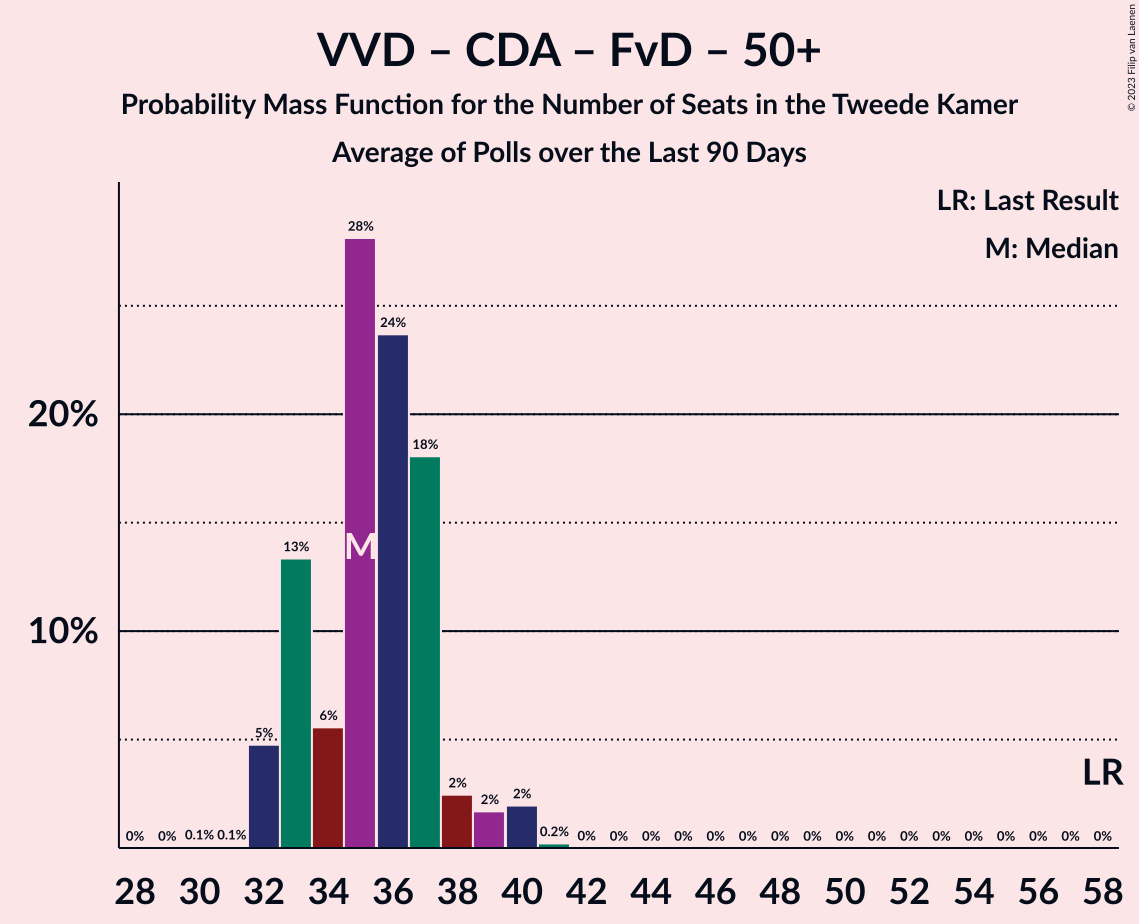 VVD – CDA – FvD – 50+
Probability Mass Function for the Number of Seats in the Tweede Kamer
Average of Polls over the Last 90 Days
© 2023 Filip van Laenen
LR: Last Result
M: Median
28%
24%
20%
18%
M
13%
10%
6%
5%
2%
2%
2%
LR
0% 0% 0.1% 0.1% 0.2% 0% 0% 0% 0% 0% 0% 0% 0% 0% 0% 0% 0% 0% 0% 0% 0% 0%
28 30 32 34 36 38 40 42 44 46 48 50 52 54 56 58